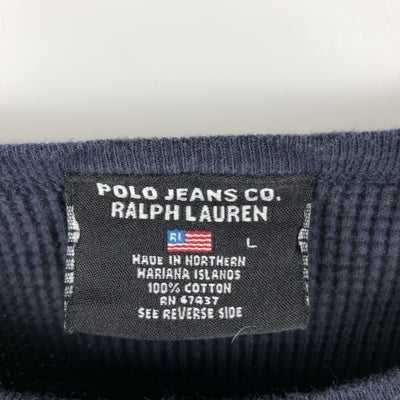 POLO JEANS CO.
RALPH LAUREN
RL
L
MADE IN NORTHERN
MARIANA ISLANDS
100% COTTON
RN 67437
SEE REVERSE SIDE